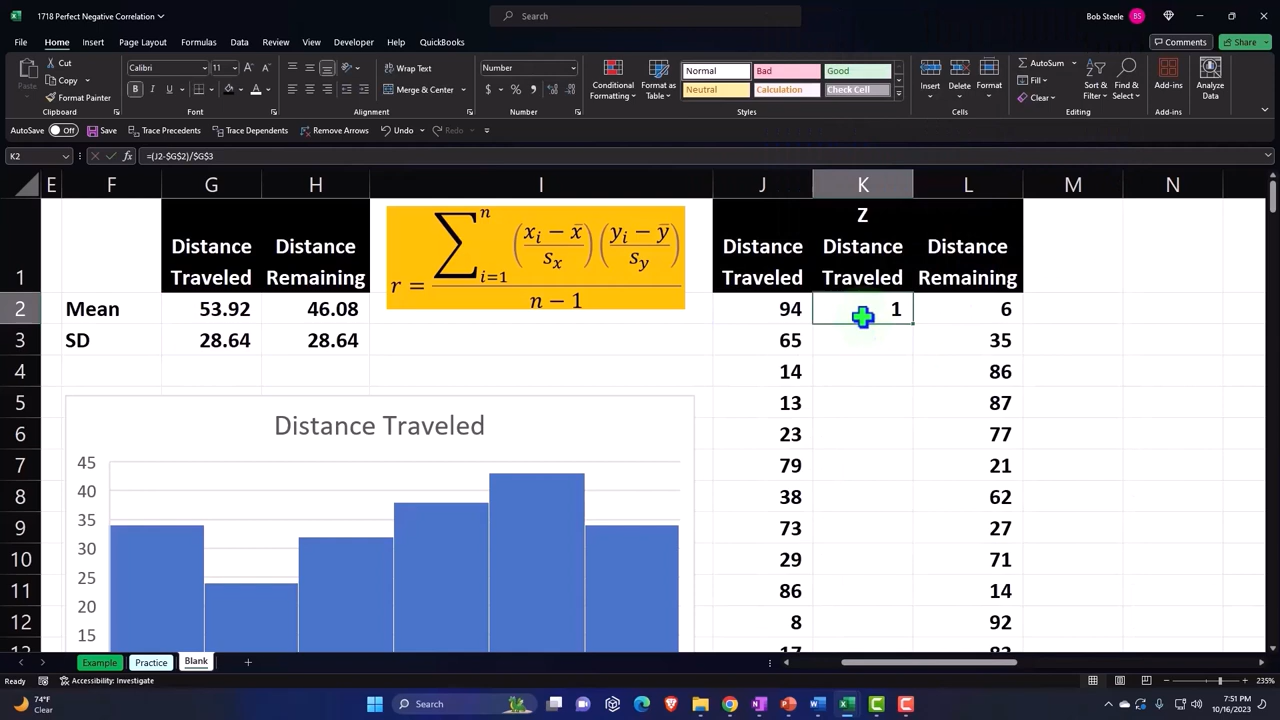 1718 Perfect Negative Correlation
Search
Bob Steele
BS
File Home Insert Page Layout Formulas Data Review View Developer Help QuickBooks
Comments
Share
Cut
Copy
Format Painter
Calibri
11
Wrap Text
Merge & Center
Number
Conditional Formatting
Format as Table
Normal Bad Good
Neutral Calculation Check Cell
Insert Delete Format
AutoSum
Fill
Clear
Sort & Filter
Find & Select
Add-ins
Analyze Data
Font Alignment Number Styles Cells Add-ins
AutoSave Off Save Trace Precedents Trace Dependents Remove Arrows Undo Redo
K2
fx =(J2-$G$2)/$G$3
E F G H I J K L M N
Z
Distance Distance Distance Distance Distance
1 Traveled Remaining Traveled Traveled Remaining
r = ∑ i=1 n (xᵢ − x̄ / sₓ) (yᵢ − ȳ / s_y) / n − 1
2 Mean 53.92 46.08 94 1 6
3 SD 28.64 28.64 65 35
4 14 86
5 13 87
6 23 77
7 79 21
8 38 62
9 73 27
10 29 71
11 86 14
12 8 92
Distance Traveled
45
40
35
30
25
20
15
Example Practice Blank
Ready
Accessibility: Investigate
235%
74°F
Clear
Search
7:51 PM
10/16/2023